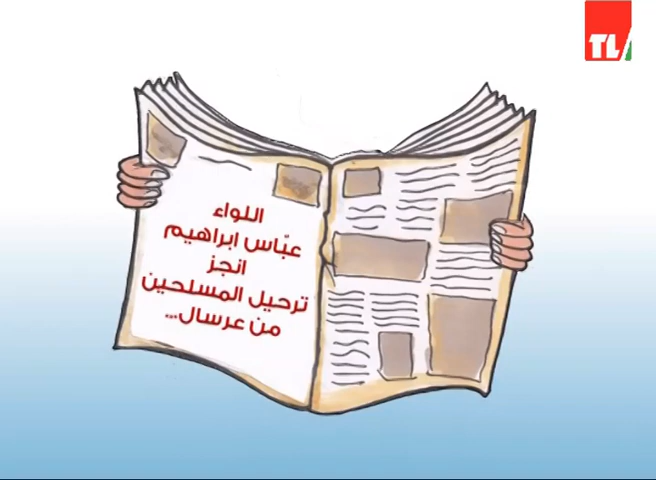 TL
اللواء
عبّاس ابراهيم
انجز
ترحيل المسلحين
من عرسال...